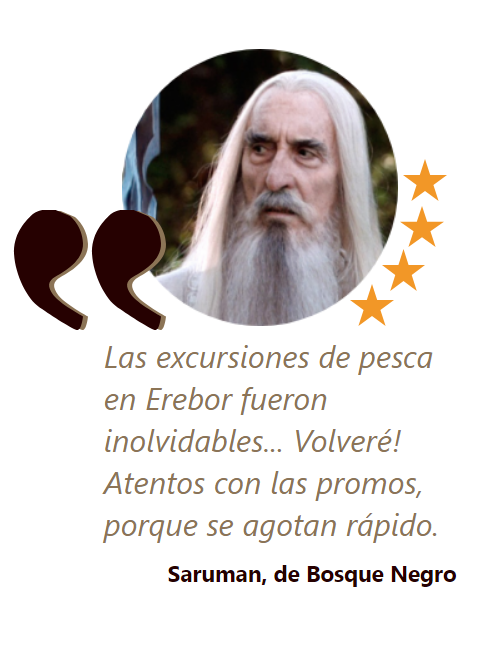 Las excursiones de pesca
en Erebor fueron
inolvidables... Volveré!
Atentos con las promos,
porque se agotan rápido.
Saruman, de Bosque Negro